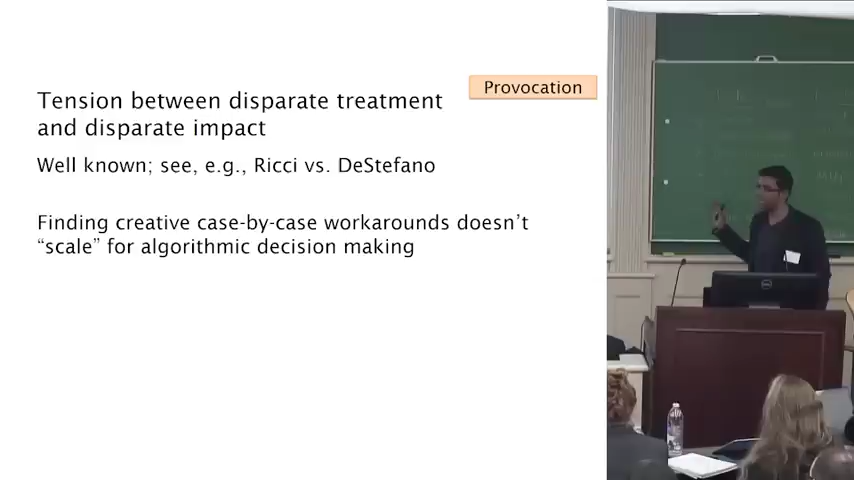 Tension between disparate treatment
and disparate impact
Provocation
Well known; see, e.g., Ricci vs. DeStefano
Finding creative case-by-case workarounds doesn’t
“scale” for algorithmic decision making
DELL